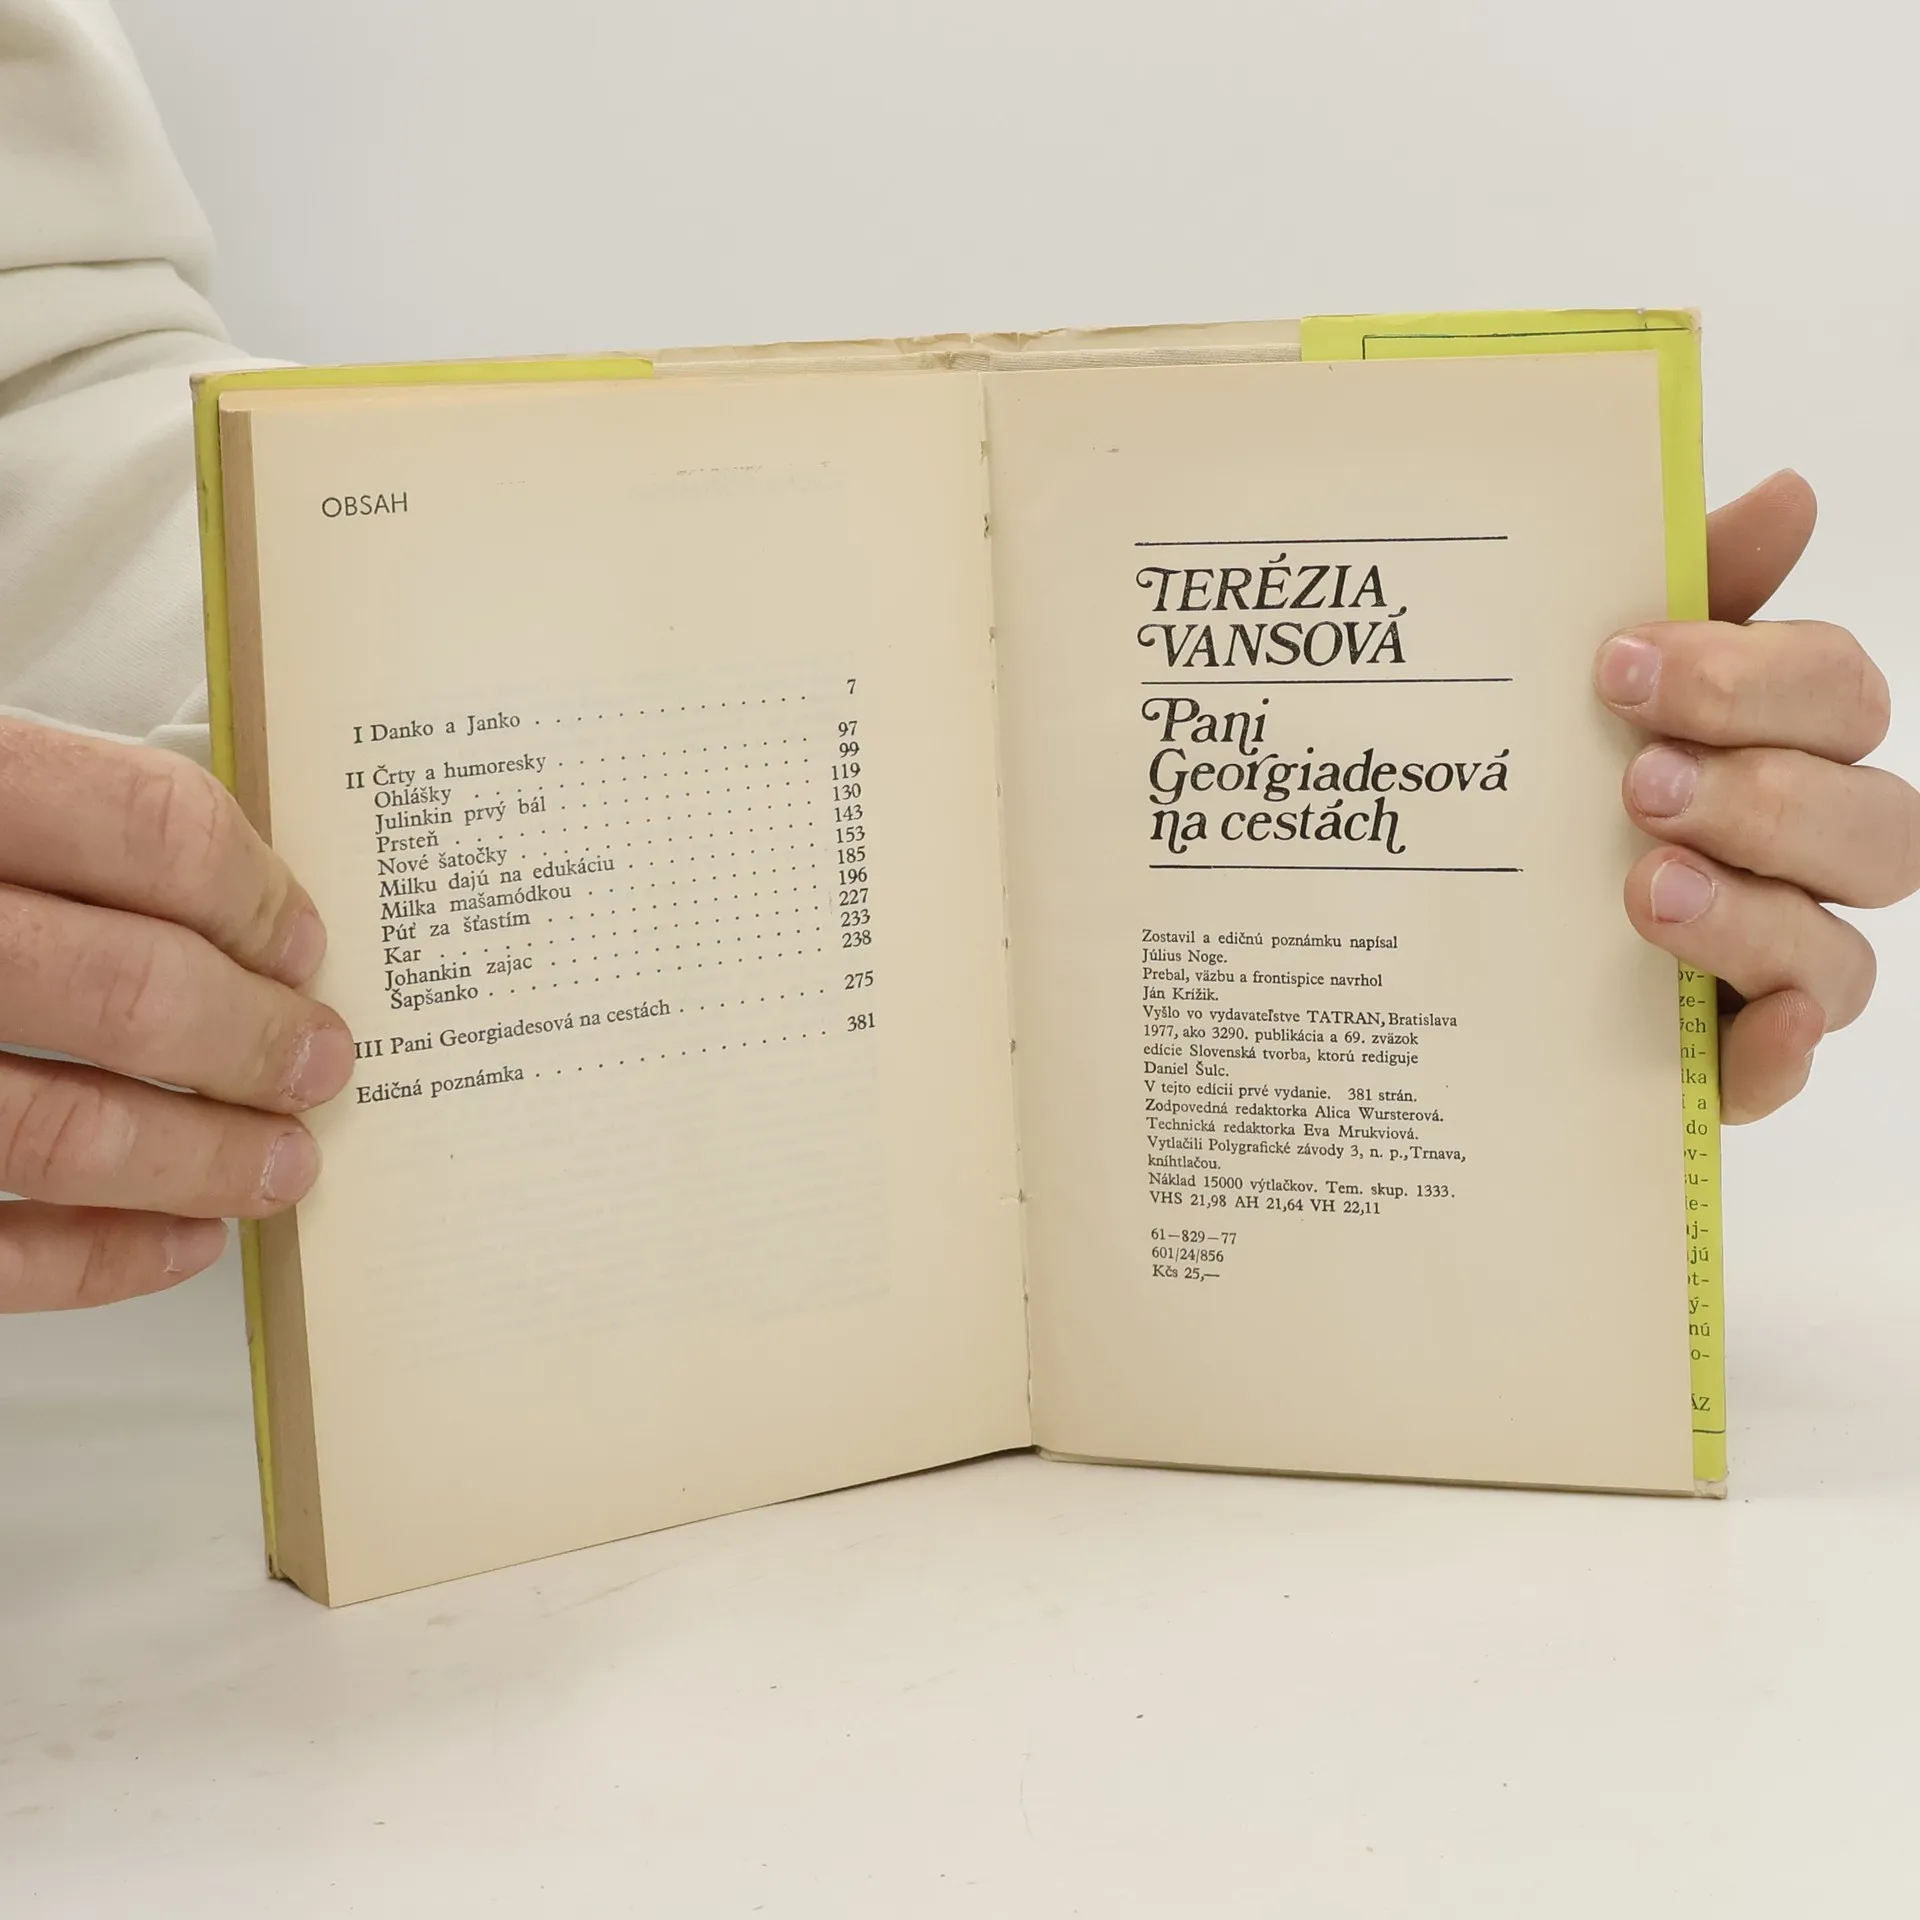 OBSAH
I Danko a Janko . . . . . . . . . . . . . 7
II Črty a humoresky . . . . . . . . . . . . 97
Ohlášky . . . . . . . . . . . . . . . 99
Julinkin prvý bál . . . . . . . . . . . . 119
Prsteň . . . . . . . . . . . . . . . . 130
Nové šatočky . . . . . . . . . . . . . 143
Milku dajú na edukáciu . . . . . . . . . 153
Milka mašamódkou . . . . . . . . . . . 185
Púť za šťastím . . . . . . . . . . . . . 196
Kar . . . . . . . . . . . . . . . . . 227
Johankin zajac . . . . . . . . . . . . . 233
Šapšanko . . . . . . . . . . . . . . . 238
III Pani Georgiadesová na cestách . . . . . . . 275
Edičná poznámka . . . . . . . . . . . . . 381
TERÉZIA
VANSOVÁ
Pani
Georgiadesová
na cestách
Zostavil a edičnú poznámku napísal
Július Noge.
Prebal, väzbu a frontispice navrhol
Ján Krížik.
Vyšlo vo vydavateľstve TATRAN, Bratislava
1977, ako 3290. publikácia a 69. zväzok
edície Slovenská tvorba, ktorú rediguje
Daniel Šulc.
V tejto edícii prvé vydanie. 381 strán.
Zodpovedná redaktorka Alica Wursterová.
Technická redaktorka Eva Mrukviová.
Vytlačili Polygrafické závody 3, n. p., Trnava,
kníhtlačou.
Náklad 15000 výtlačkov. Tem. skup. 1333.
VHS 21,98 AH 21,64 VH 22,11
61—829—77
601/24/856
Kčs 25,—